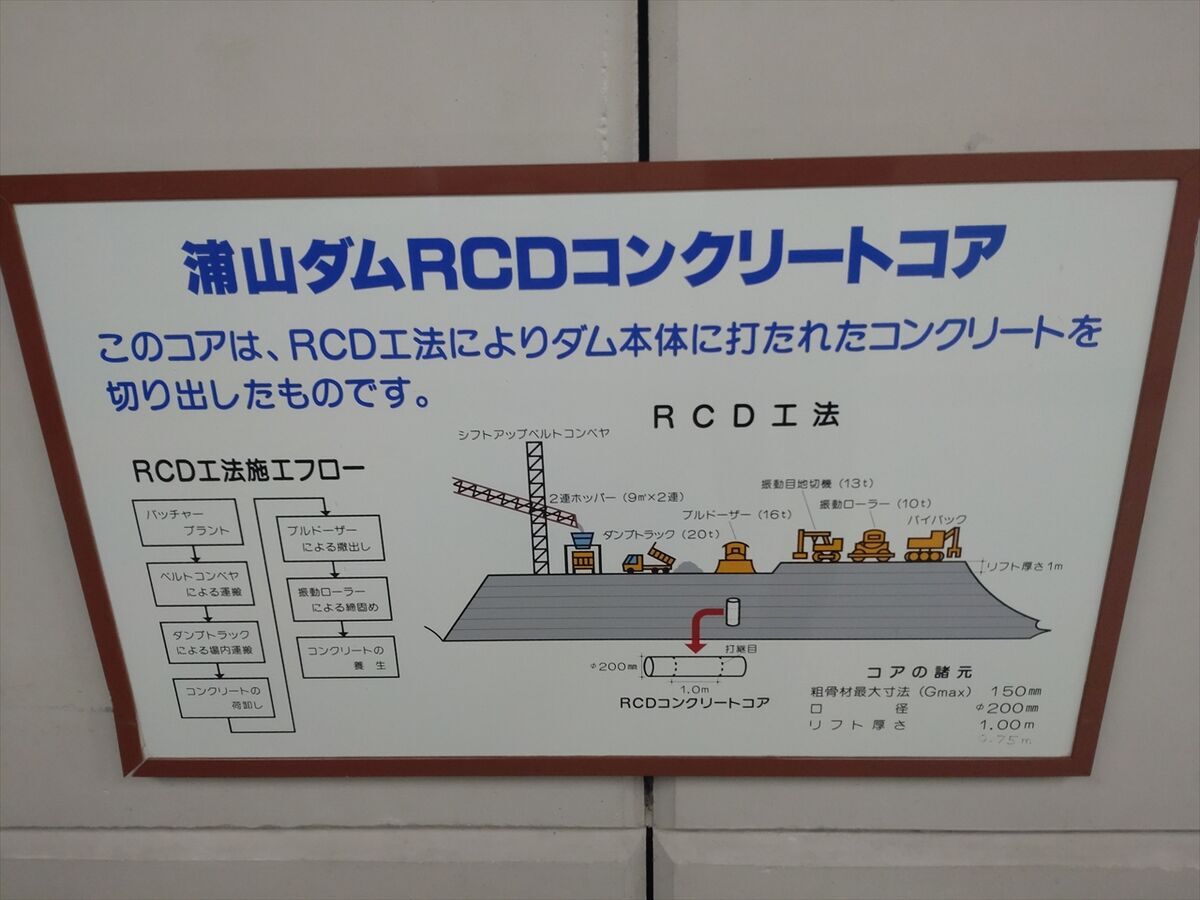 浦山ダムRCDコンクリートコア
このコアは、RCD工法によりダム本体に打たれたコンクリートを
切り出したものです。
RCD工法
RCD工法施工フロー
バッチャー
プラント
ベルトコンベヤ
による運搬
ダンプトラック
による場内運搬
コンクリートの
荷卸し
ブルドーザー
による撒出し
振動ローラー
による締固め
コンクリートの
養生
シフトアップベルトコンベヤ
2連ホッパー（9㎥×2連）
ダンプトラック（20t）
ブルドーザー（16t）
振動目地切機（13t）
振動ローラー（10t）
バイバック
リフト厚さ1m
打継目
φ200㎜
1.0m
RCDコンクリートコア
コアの諸元
粗骨材最大寸法（Gmax） 150㎜
口径 φ200㎜
リフト厚さ 1.00m
0.75m